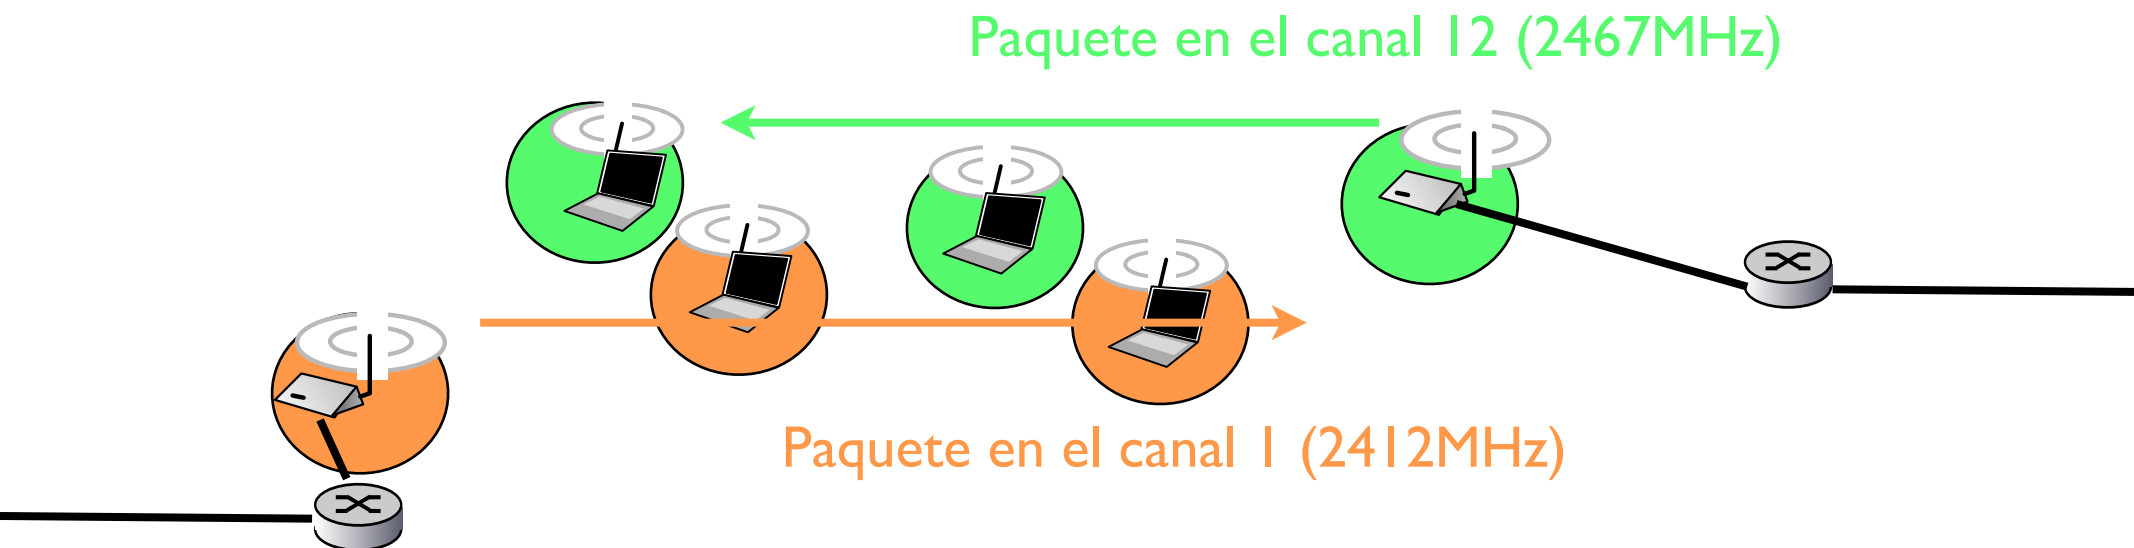 Paquete en el canal 12 (2467MHz)
Paquete en el canal 1 (2412MHz)